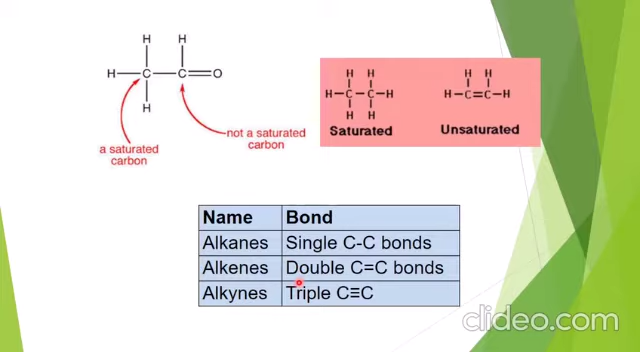 H H
H C C O
H
a saturated
carbon
not a saturated
carbon
H H
H-C-C-H
H H
Saturated
H H
H-C=C-H
Unsaturated
Name Bond
Alkanes Single C-C bonds
Alkenes Double C=C bonds
Alkynes Triple C≡C
clideo.com